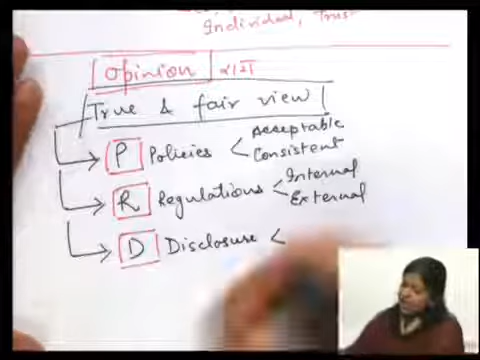 Individual, Trust
Opinion
True & fair view
P Policies < Acceptable
Consistent
R Regulations < Internal
External
D Disclosure <